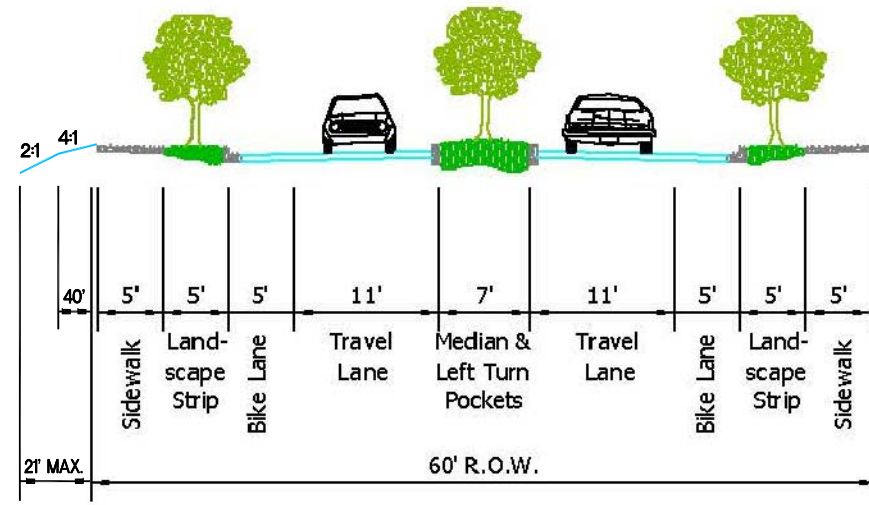 2:1
4:1
40'
5'
5'
5'
11'
7'
11'
5'
5'
5'
Sidewalk
Land-
scape
Strip
Bike Lane
Travel
Lane
Median &
Left Turn
Pockets
Travel
Lane
Bike Lane
Land-
scape
Strip
Sidewalk
21' MAX.
60' R.O.W.